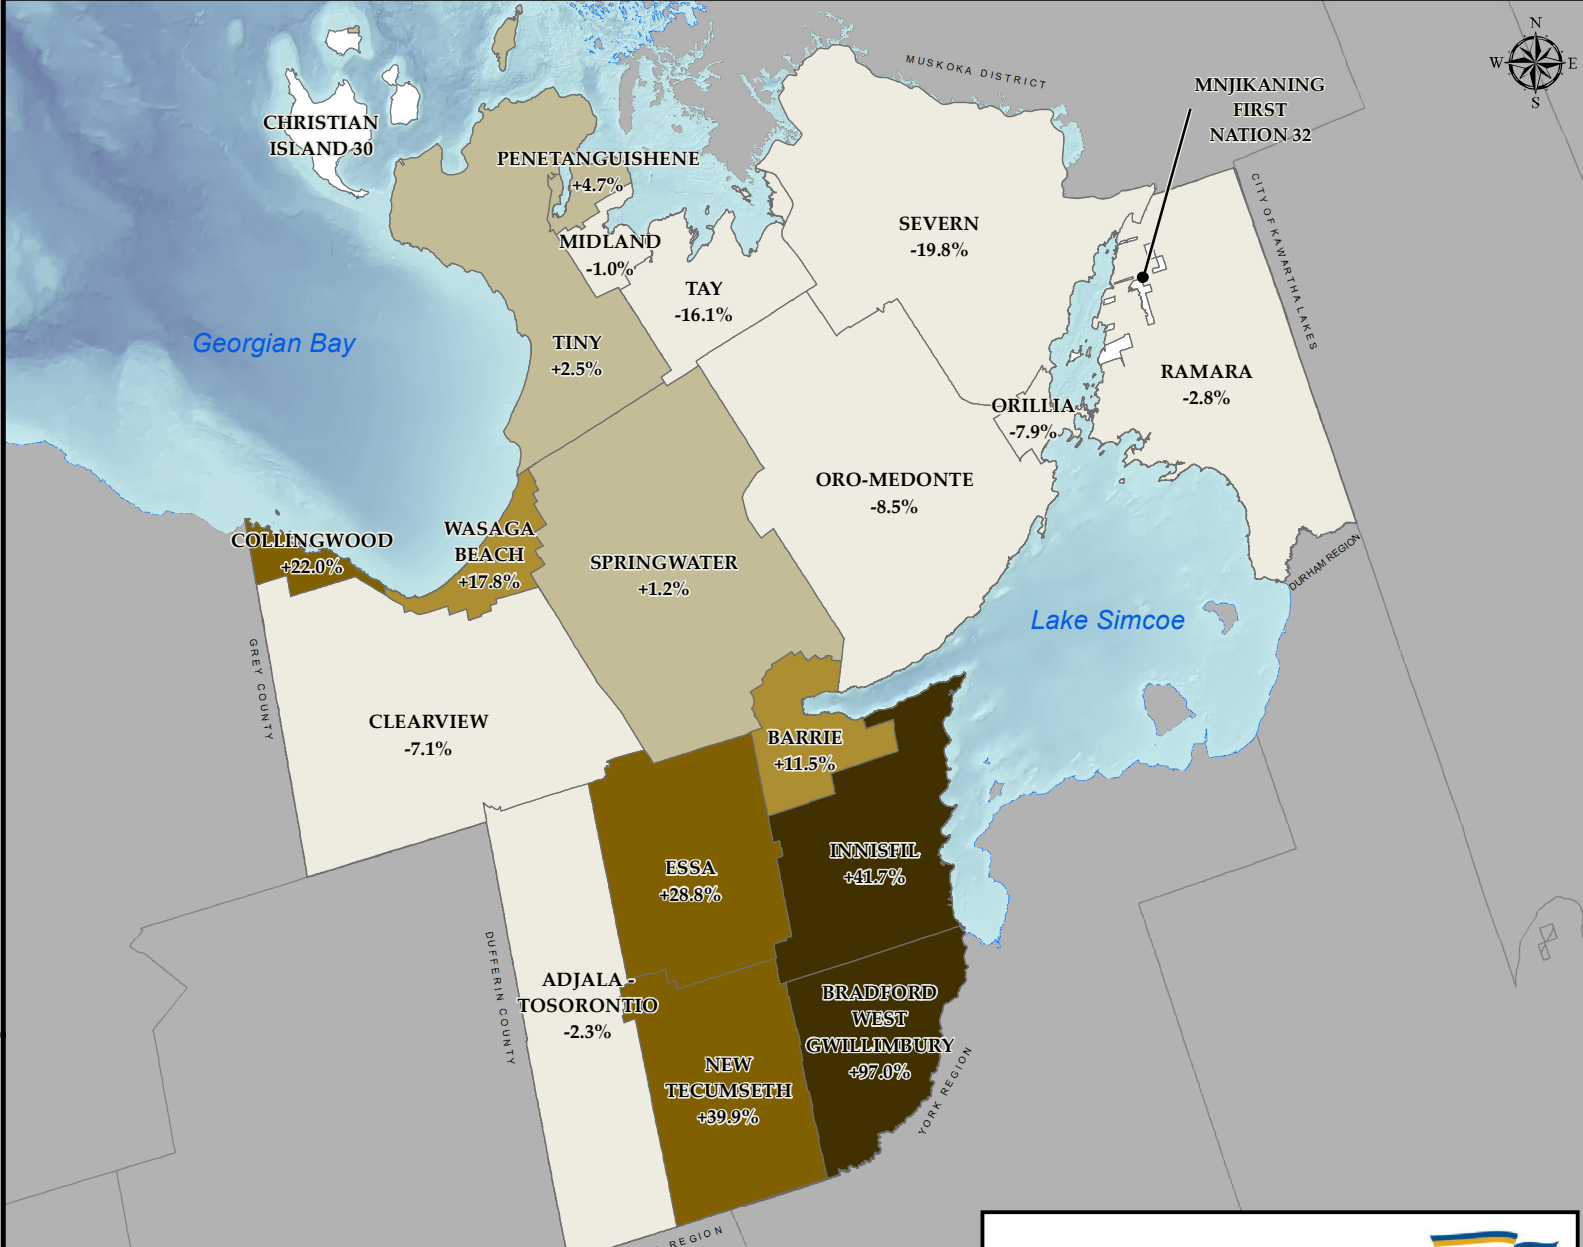 N
W E
S
MUSKOKA DISTRICT
MNJIKANING
FIRST
NATION 32
CHRISTIAN
ISLAND 30
PENETANGUISHENE
+4.7%
CITY OF KAWARTHA LAKES
SEVERN
-19.8%
MIDLAND
-1.0%
TAY
-16.1%
Georgian Bay
TINY
+2.5%
RAMARA
-2.8%
ORILLIA
-7.9%
ORO-MEDONTE
-8.5%
COLLINGWOOD
+22.0%
WASAGA
BEACH
+17.8%
SPRINGWATER
+1.2%
DURHAM REGION
Lake Simcoe
GREY COUNTY
CLEARVIEW
-7.1%
BARRIE
+11.5%
INNISFIL
+41.7%
ESSA
+28.8%
DUFFERIN COUNTY
ADJALA -
TOSORONTIO
-2.3%
BRADFORD
WEST
GWILLIMBURY
+97.0%
NEW
TECUMSETH
+39.9%
YORK REGION
REGION